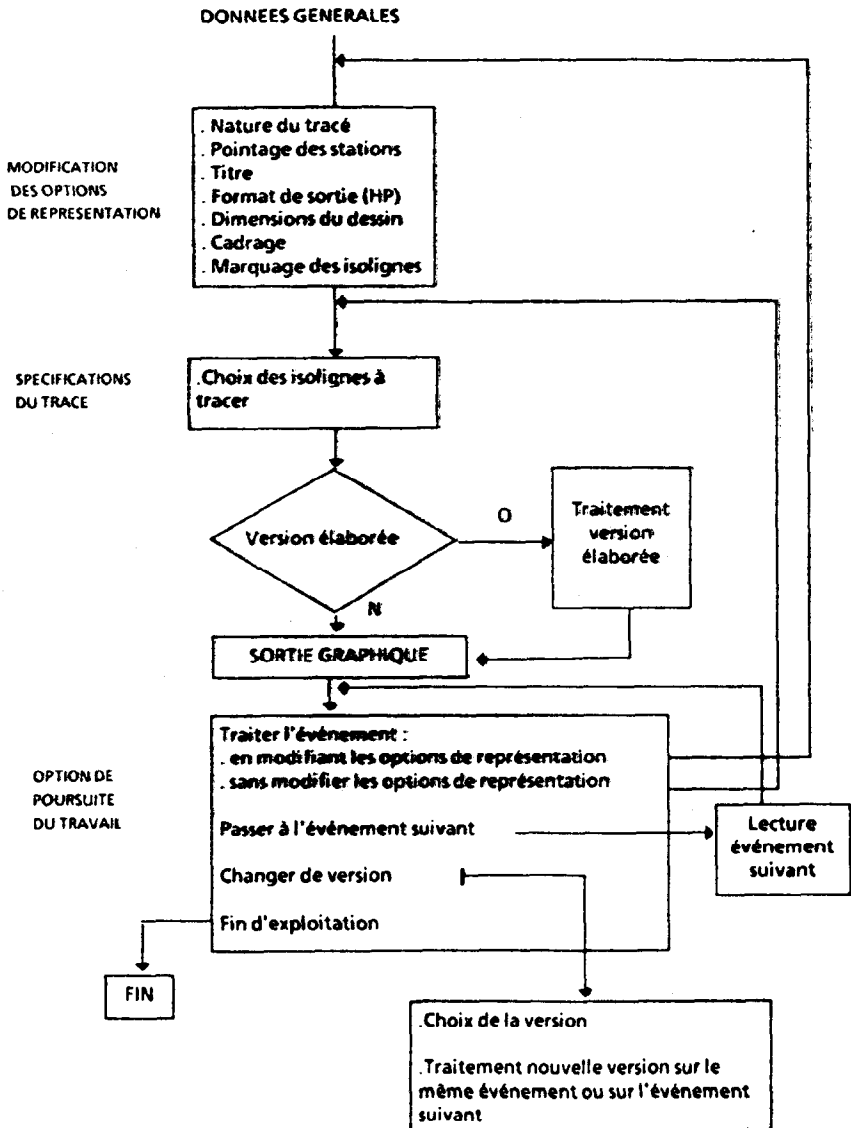 DONNEES GENERALES
MODIFICATION
DES OPTIONS
DE REPRESENTATION
. Nature du tracé
. Pointage des stations
. Titre
. Format de sortie (HP)
. Dimensions du dessin
. Cadrage
. Marquage des isolignes
SPECIFICATIONS
DU TRACE
.Choix des isolignes à
tracer
Version élaborée
O
Traitement
version
élaborée
N
SORTIE GRAPHIQUE
OPTION DE
POURSUITE
DU TRAVAIL
Traiter l'événement :
. en modifiant les options de représentation
. sans modifier les options de représentation
Passer à l'événement suivant
Changer de version
Fin d'exploitation
Lecture
événement
suivant
FIN
.Choix de la version
.Traitement nouvelle version sur le
même événement ou sur l'événement
suivant